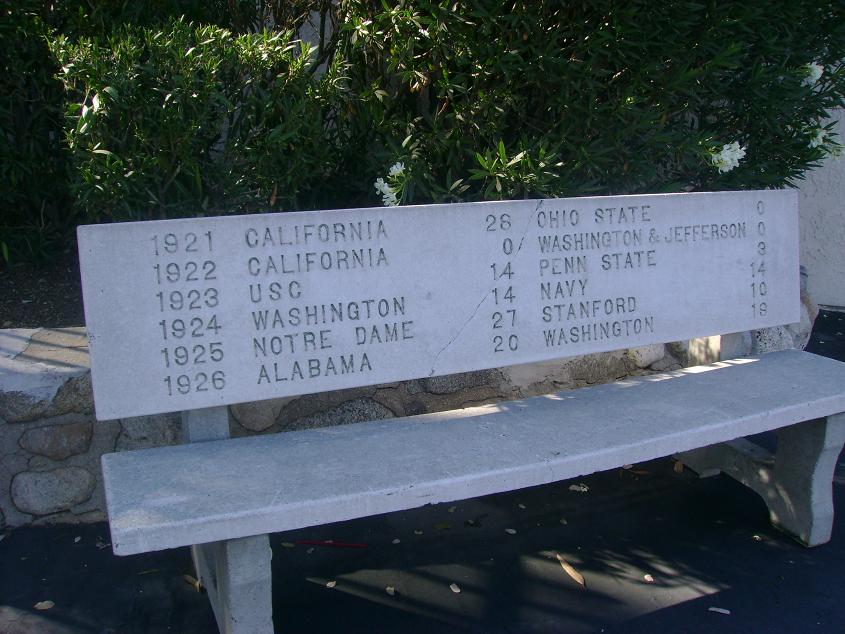 1921 CALIFORNIA 28 OHIO STATE 0
1922 CALIFORNIA 0 WASHINGTON & JEFFERSON 0
1923 USC 14 PENN STATE 3
1924 WASHINGTON 14 NAVY 14
1925 NOTRE DAME 27 STANFORD 10
1926 ALABAMA 20 WASHINGTON 19